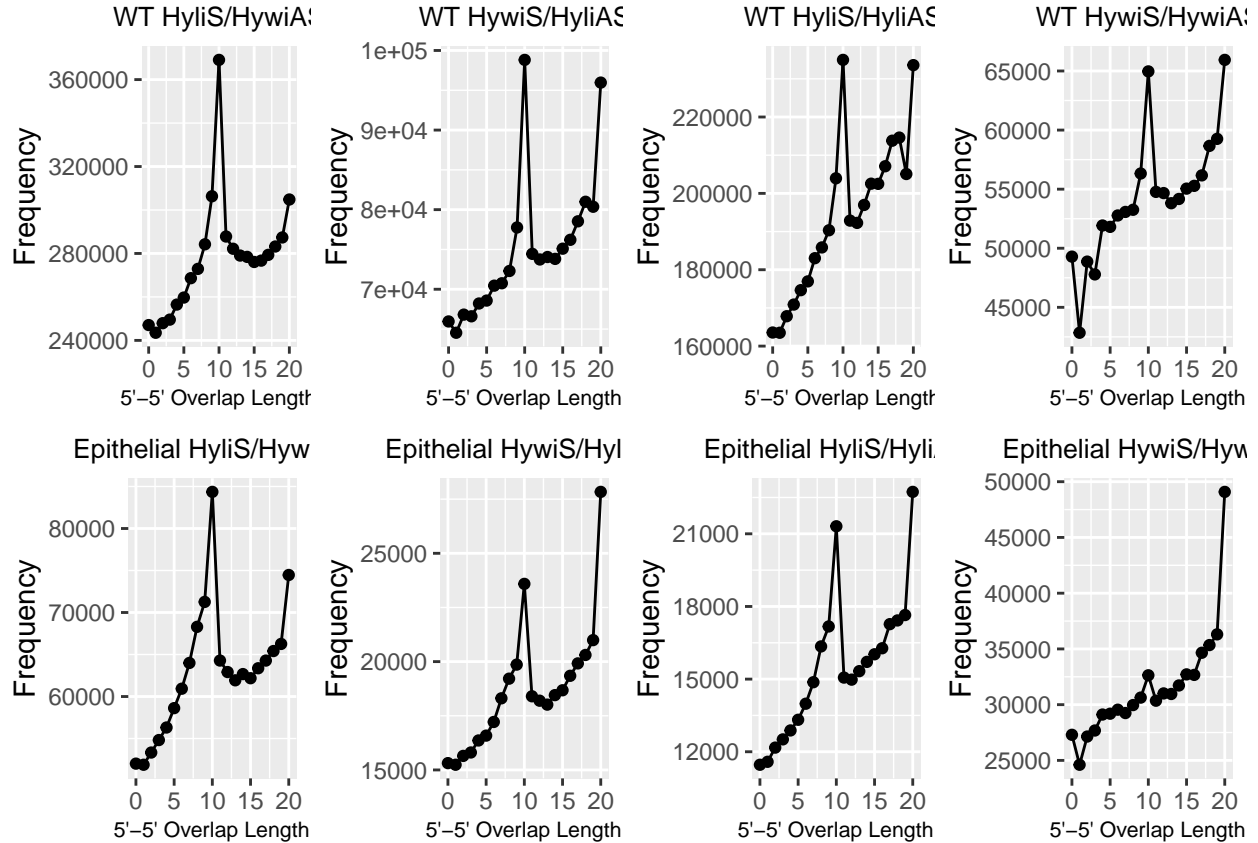 WT HyliS/HywiAS
WT HywiS/HyliAS
WT HyliS/HyliAS
WT HywiS/HywiAS
360000
320000
280000
240000
Frequency
0 5 10 15 20
5'–5' Overlap Length
1e+05
9e+04
8e+04
7e+04
Frequency
0 5 10 15 20
5'–5' Overlap Length
220000
200000
180000
160000
Frequency
0 5 10 15 20
5'–5' Overlap Length
65000
60000
55000
50000
45000
Frequency
0 5 10 15 20
5'–5' Overlap Length
Epithelial HyliS/Hyw
Epithelial HywiS/Hyl
Epithelial HyliS/Hyli
Epithelial HywiS/Hyw
80000
70000
60000
Frequency
0 5 10 15 20
5'–5' Overlap Length
25000
20000
15000
Frequency
0 5 10 15 20
5'–5' Overlap Length
21000
18000
15000
12000
Frequency
0 5 10 15 20
5'–5' Overlap Length
50000
45000
40000
35000
30000
25000
Frequency
0 5 10 15 20
5'–5' Overlap Length